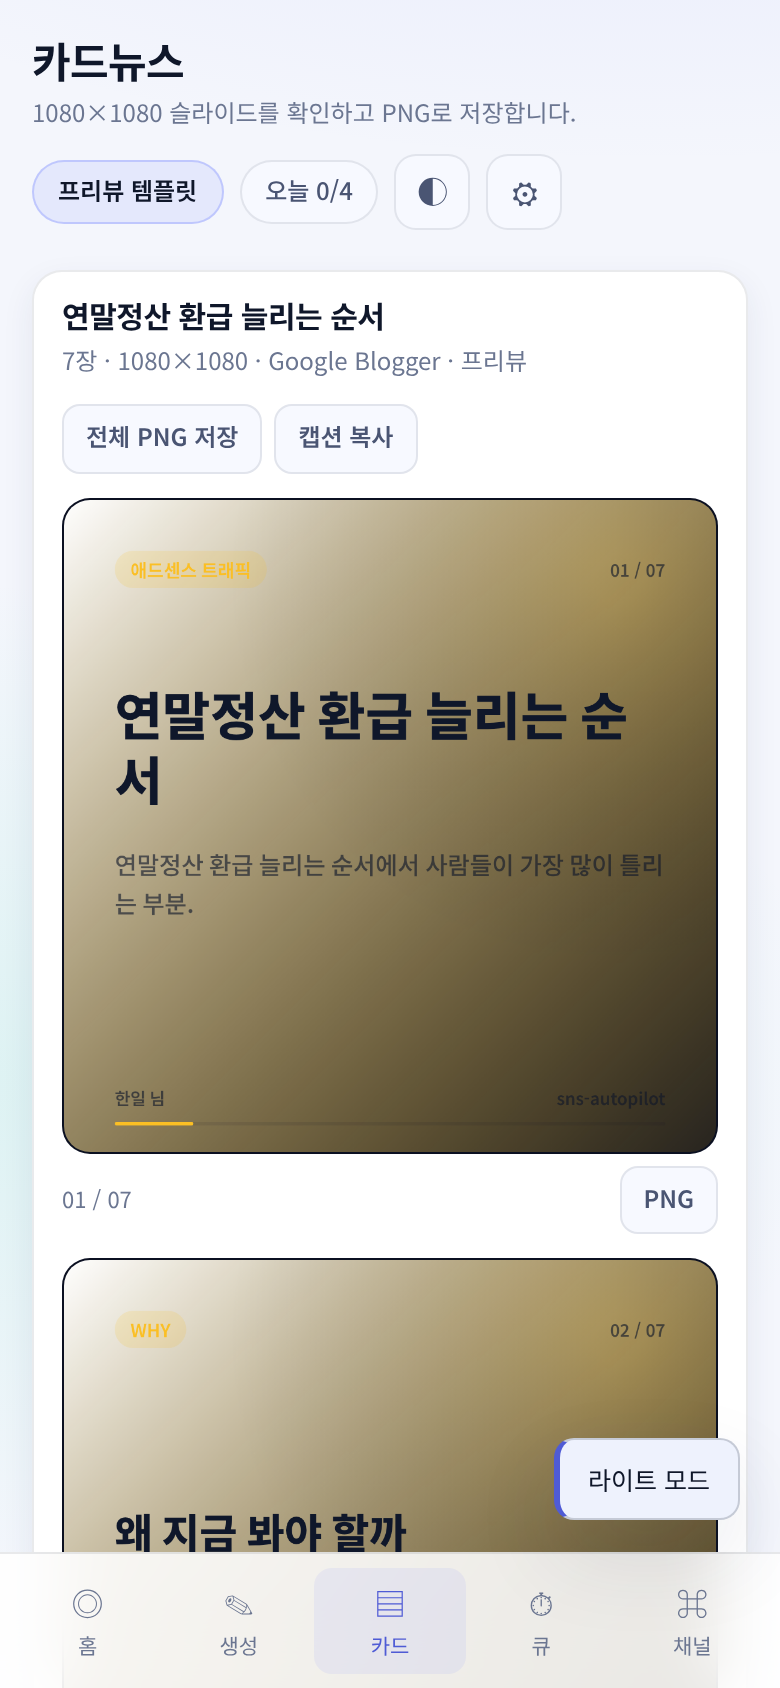 카드뉴스
1080×1080 슬라이드를 확인하고 PNG로 저장합니다.
프리뷰 템플릿
오늘 0/4
연말정산 환급 늘리는 순서
7장 · 1080×1080 · Google Blogger · 프리뷰
전체 PNG 저장
캡션 복사
애드센스 트래픽
01 / 07
연말정산 환급 늘리는 순
서
연말정산 환급 늘리는 순서에서 사람들이 가장 많이 틀리
는 부분.
한일 님
sns-autopilot
01 / 07
PNG
WHY
02 / 07
왜 지금 봐야 할까
라이트 모드
홈
생성
카드
큐
채널